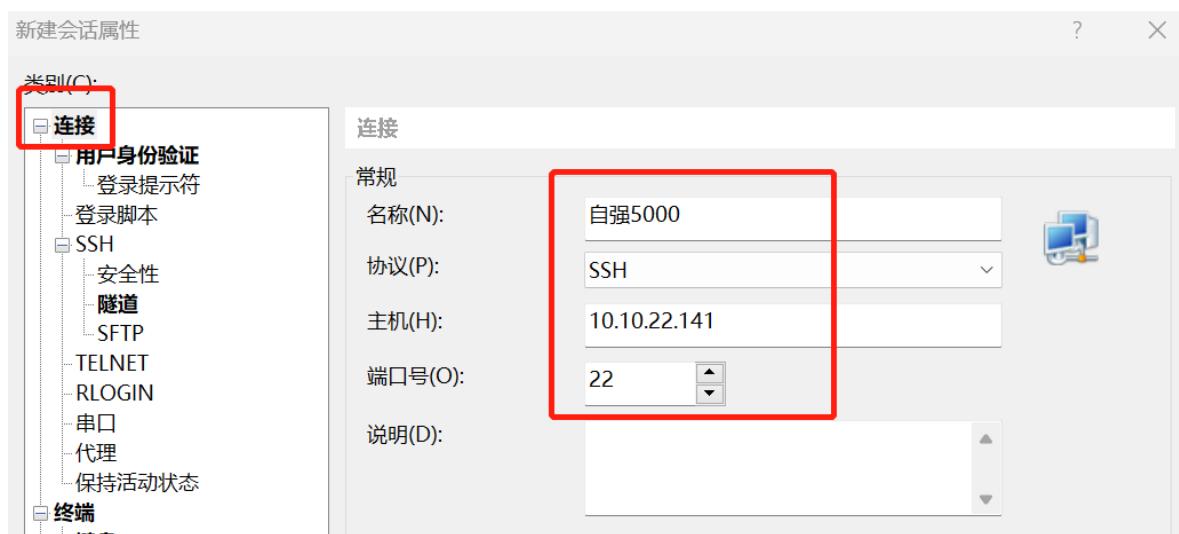 新建会话属性
类别(C):
连接
用户身份验证
登录提示符
登录脚本
SSH
安全性
隧道
SFTP
TELNET
RLOGIN
串口
代理
保持活动状态
终端
连接
常规
名称(N): 自强5000
协议(P): SSH
主机(H): 10.10.22.141
端口号(O): 22
说明(D):